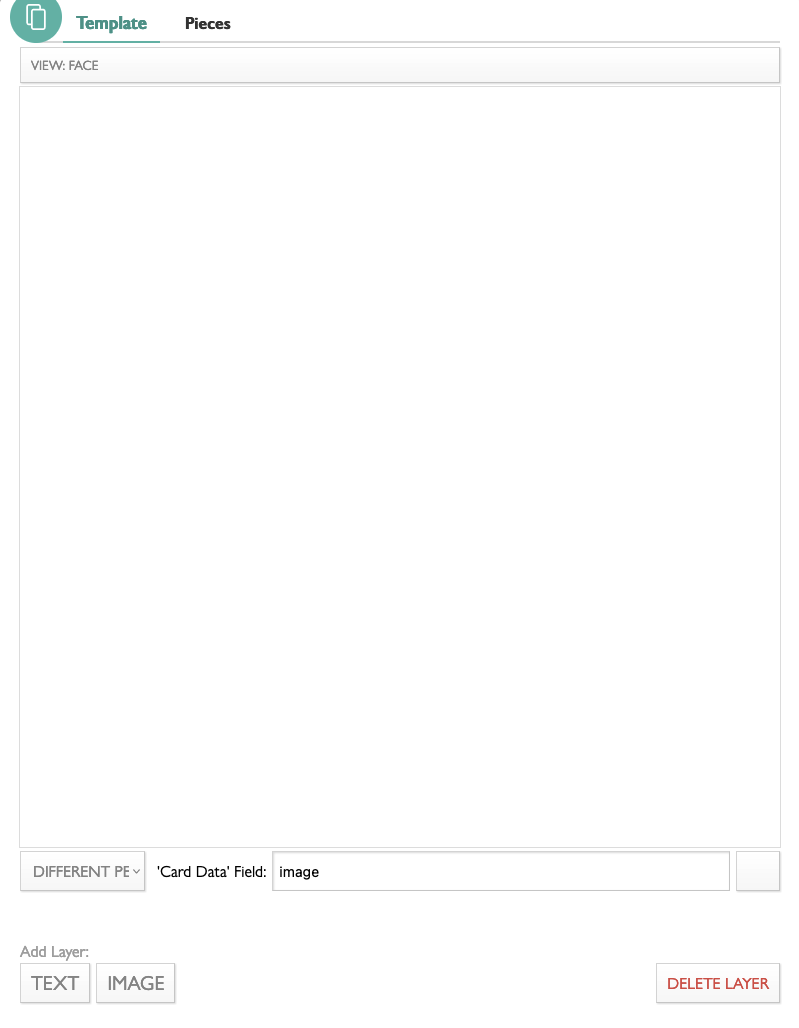 Template Pieces
VIEW: FACE
DIFFERENT PE 'Card Data' Field: image
Add Layer:
TEXT IMAGE DELETE LAYER